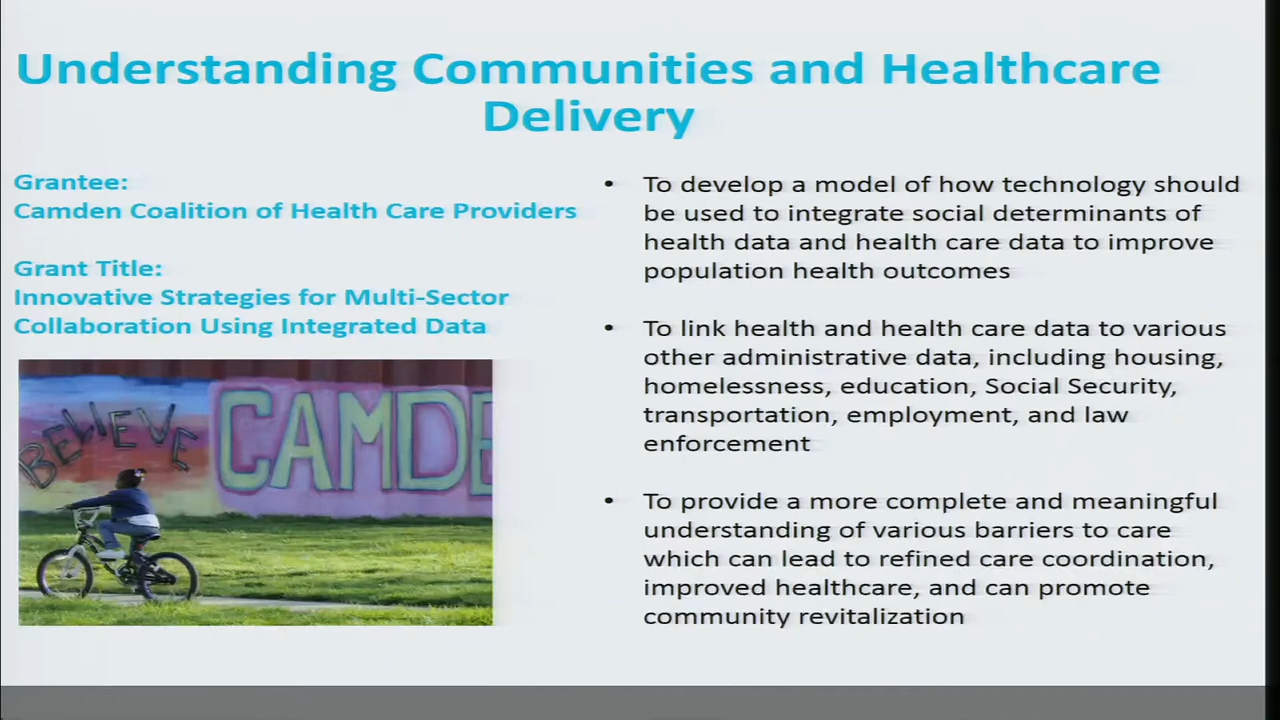 Understanding Communities and Healthcare
Delivery
Grantee:
Camden Coalition of Health Care Providers
Grant Title:
Innovative Strategies for Multi-Sector
Collaboration Using Integrated Data
BELIEVE
CAMDE
• To develop a model of how technology should
be used to integrate social determinants of
health data and health care data to improve
population health outcomes
• To link health and health care data to various
other administrative data, including housing,
homelessness, education, Social Security,
transportation, employment, and law
enforcement
• To provide a more complete and meaningful
understanding of various barriers to care
which can lead to refined care coordination,
improved healthcare, and can promote
community revitalization